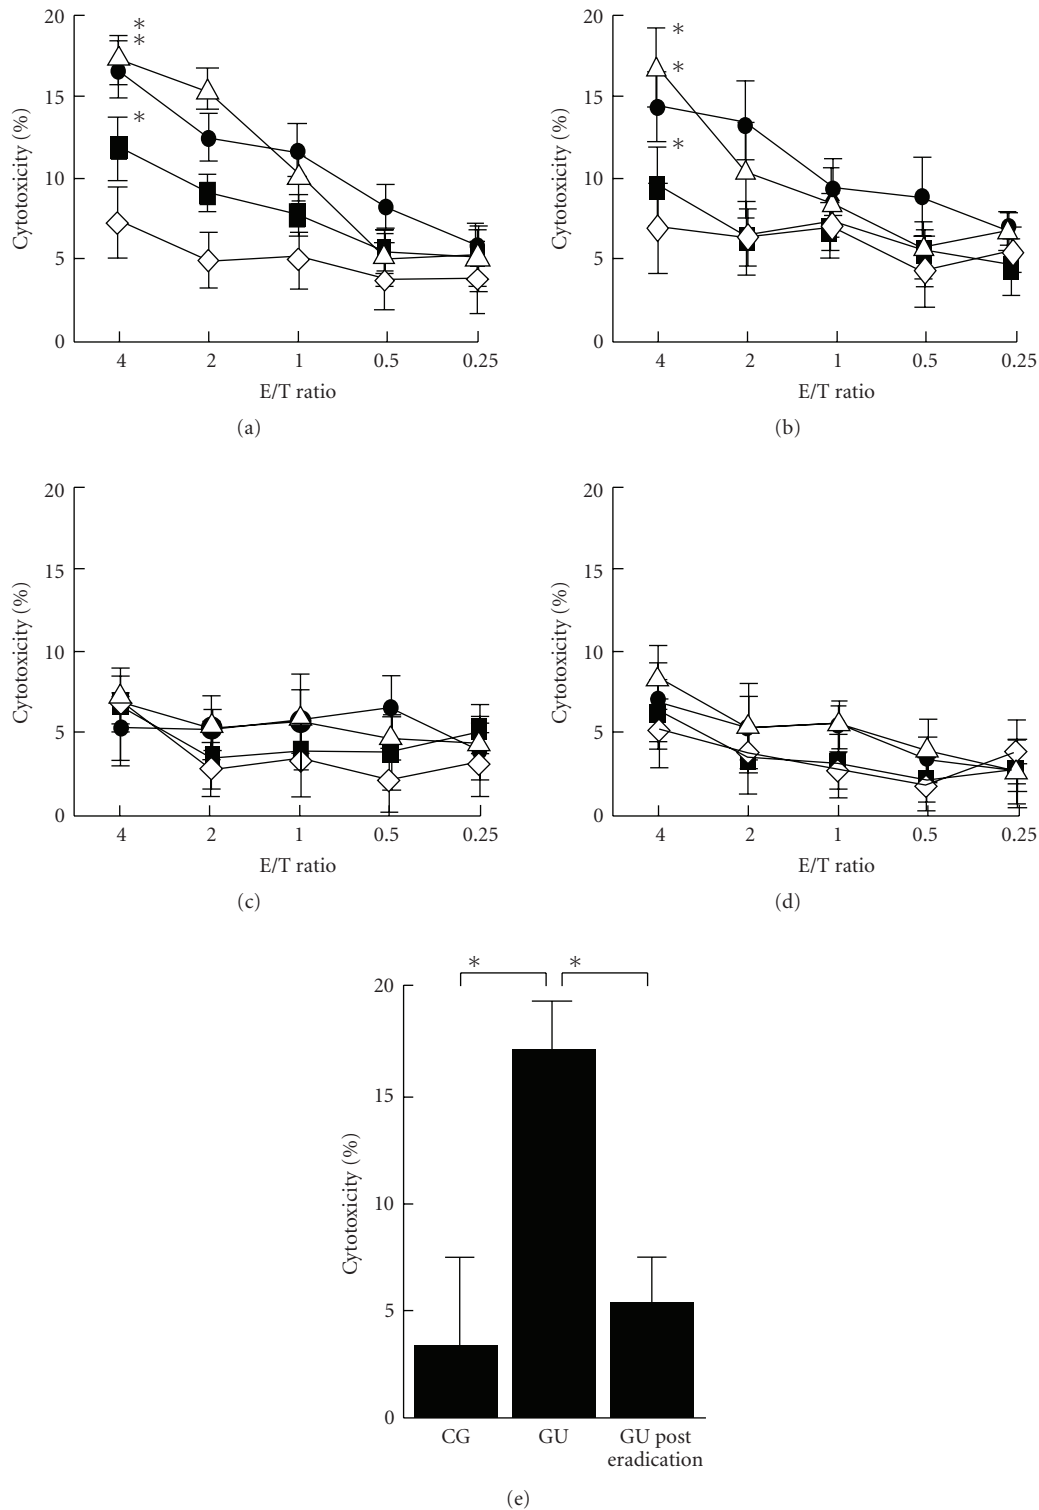 20
15
10
5
0
Cytotoxicity (%)
*
*
*
4 2 1 0.5 0.25
E/T ratio
(a)
20
15
10
5
0
Cytotoxicity (%)
*
*
*
4 2 1 0.5 0.25
E/T ratio
(b)
20
15
10
5
0
Cytotoxicity (%)
4 2 1 0.5 0.25
E/T ratio
(c)
20
15
10
5
0
Cytotoxicity (%)
4 2 1 0.5 0.25
E/T ratio
(d)
* *
20
15
10
5
0
Cytotoxicity (%)
CG GU GU post
eradication
(e)